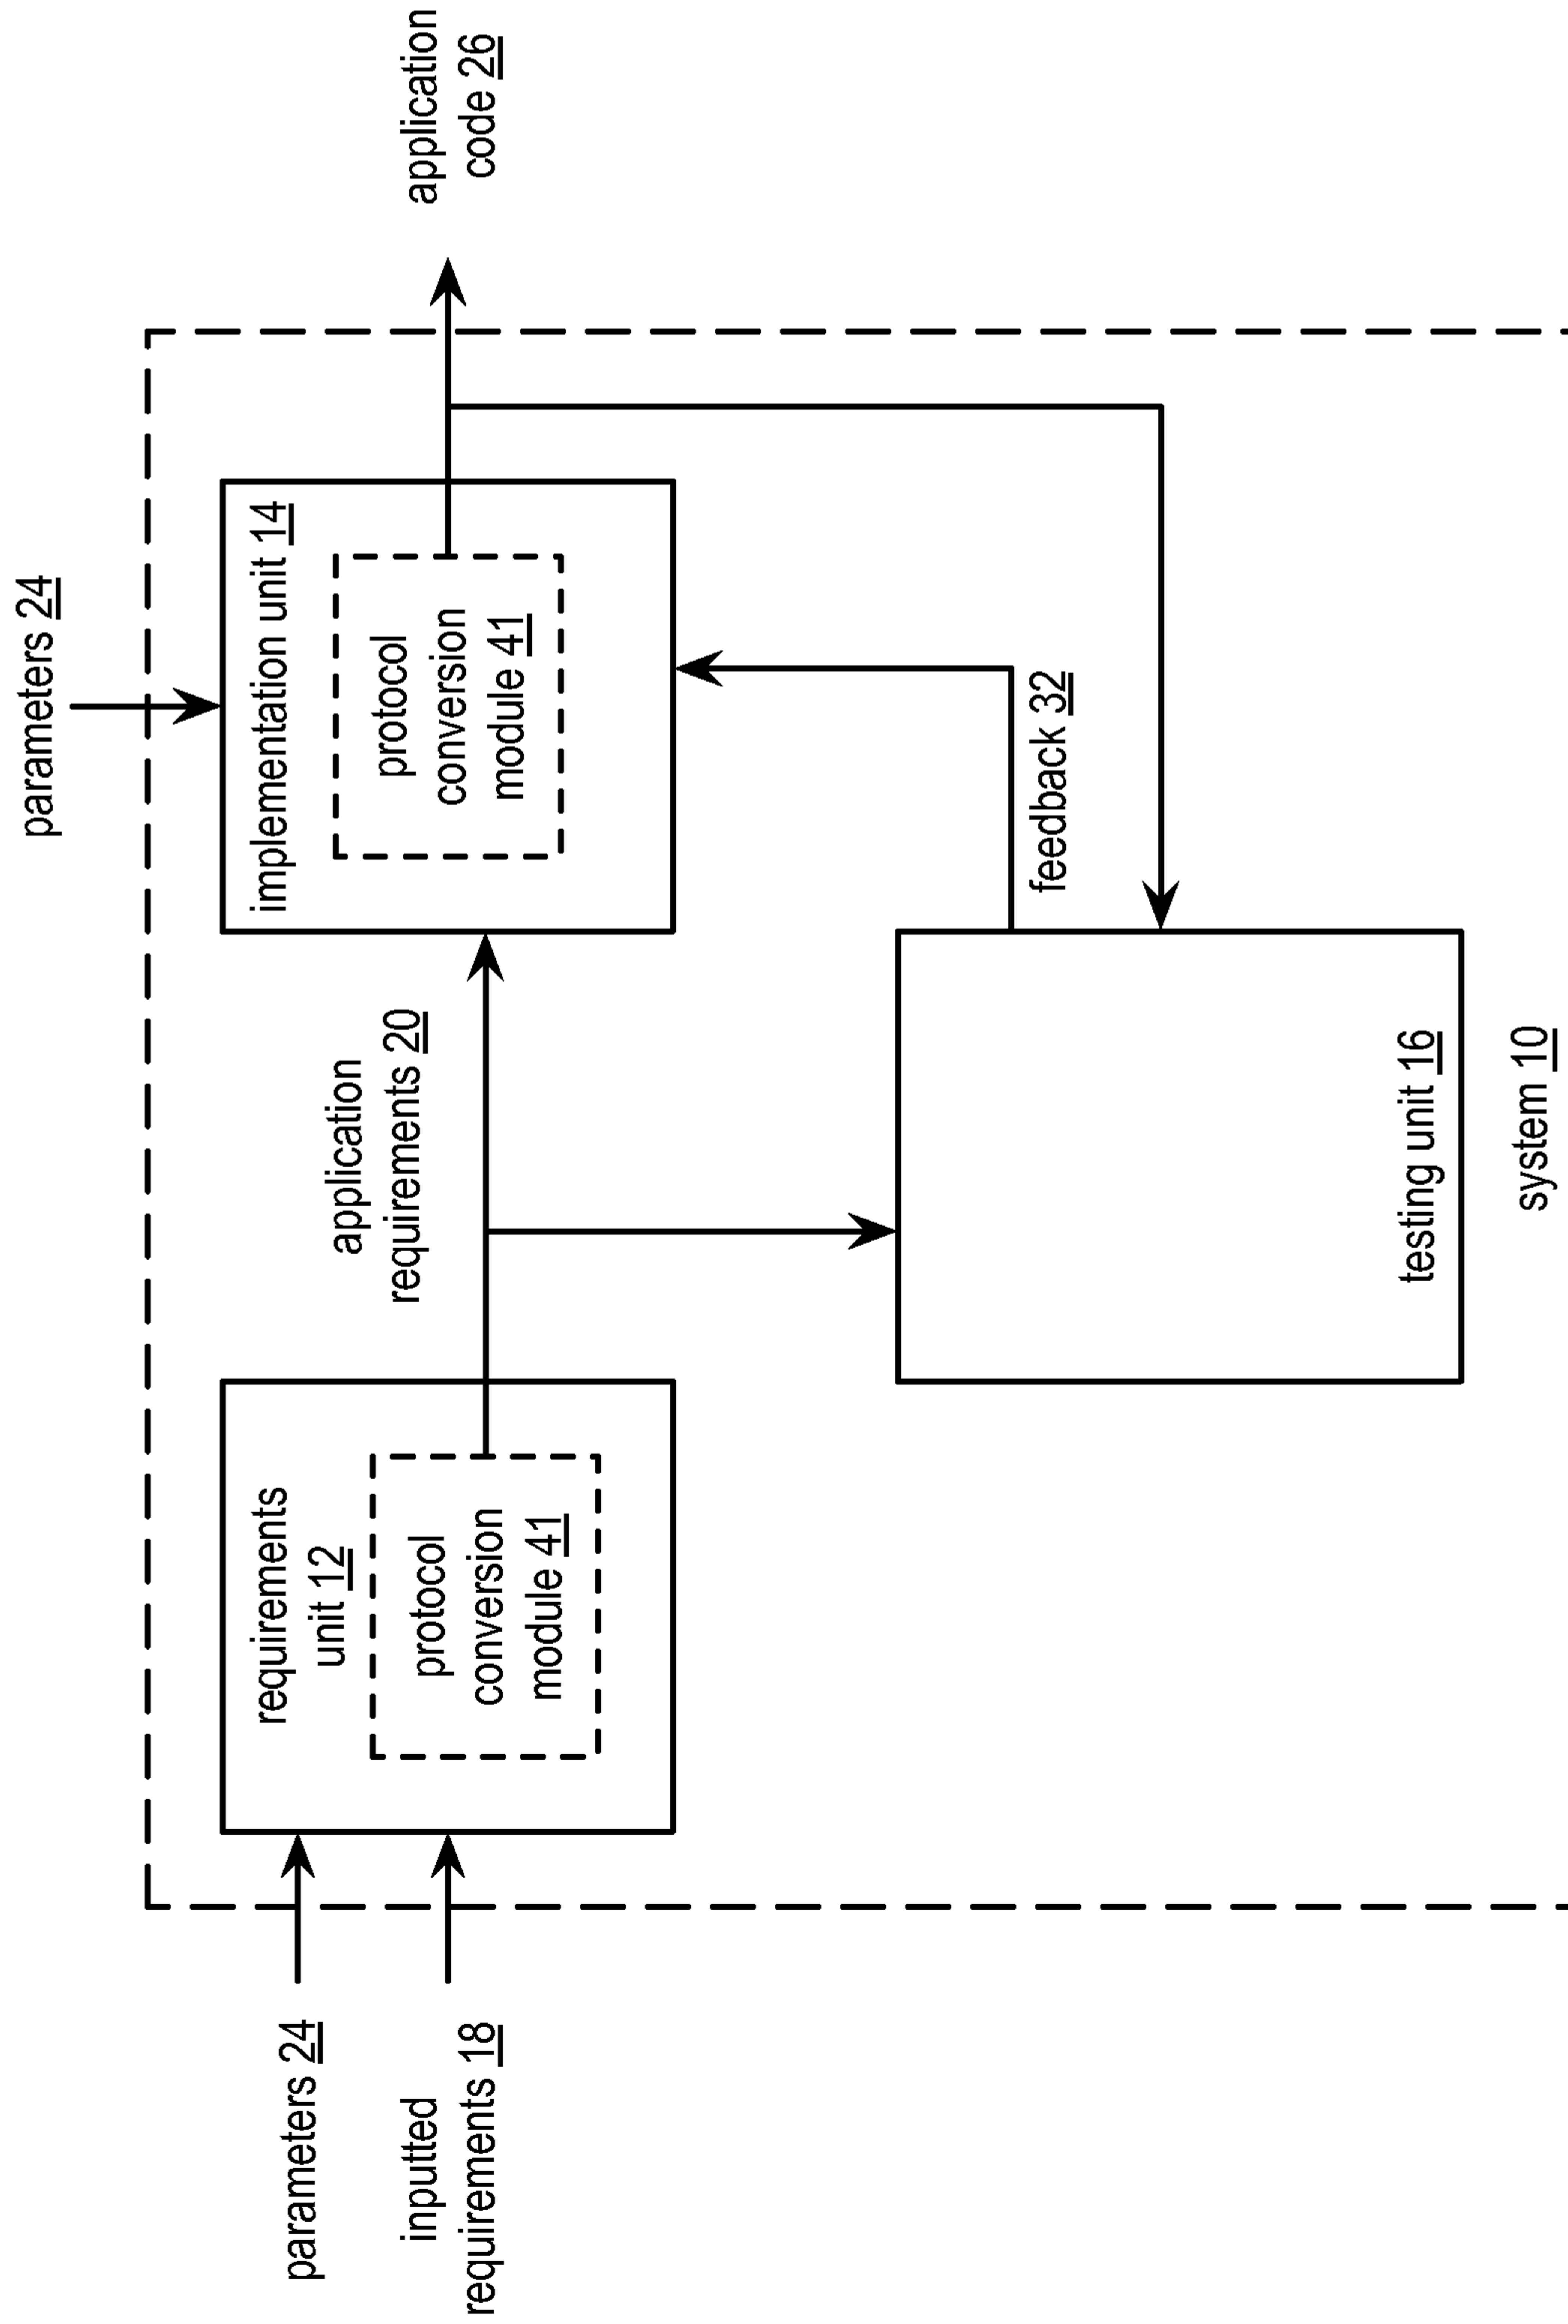 parameters 24
parameters 24
inputted
requirements 18
requirements
unit 12
protocol
conversion
module 41
application
requirements 20
implementation unit 14
protocol
conversion
module 41
application
code 26
feedback 32
testing unit 16
system 10